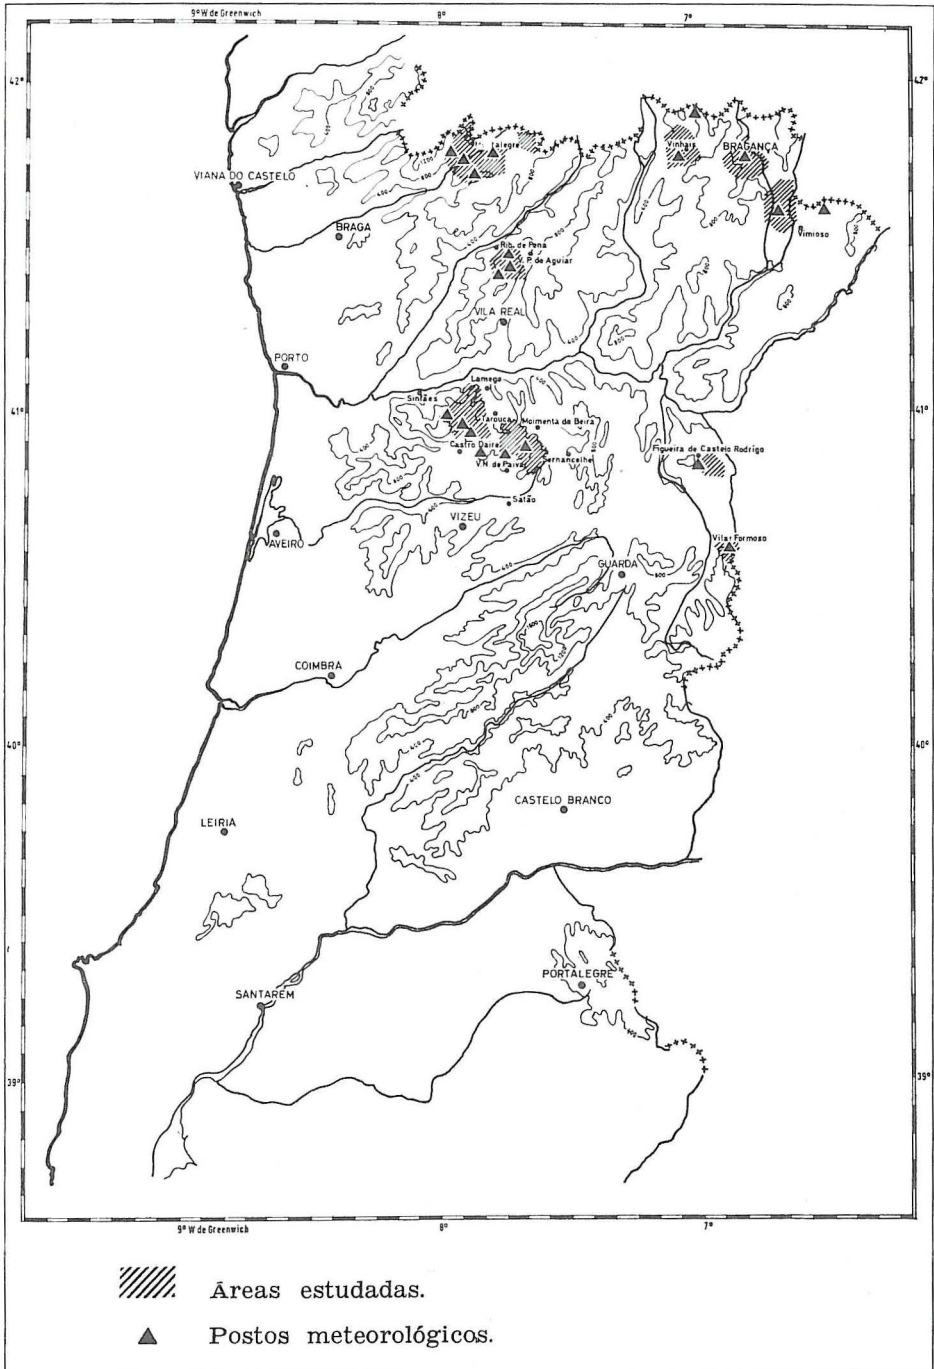 9º W de Greenwich
8º
7º
42º
42º
Vinhais
BRAGANÇA
VIANA DO CASTELO
BRAGA
Vimioso
Rib. de Pena
V. P. de Aguiar
VILA REAL
PORTO
Lamego
41º
41º
Tarouca
Moimenta da Beira
Castro Daire
Figueira de Castelo Rodrigo
Sernancelhe
V.N. de Paiva
Satão
VIZEU
AVEIRO
Vilar Formoso
GUARDA
COIMBRA
40º
40º
CASTELO BRANCO
LEIRIA
PORTALEGRE
SANTAREM
39º
39º
9º W de Greenwich
8º
7º
Áreas estudadas.
Postos meteorológicos.